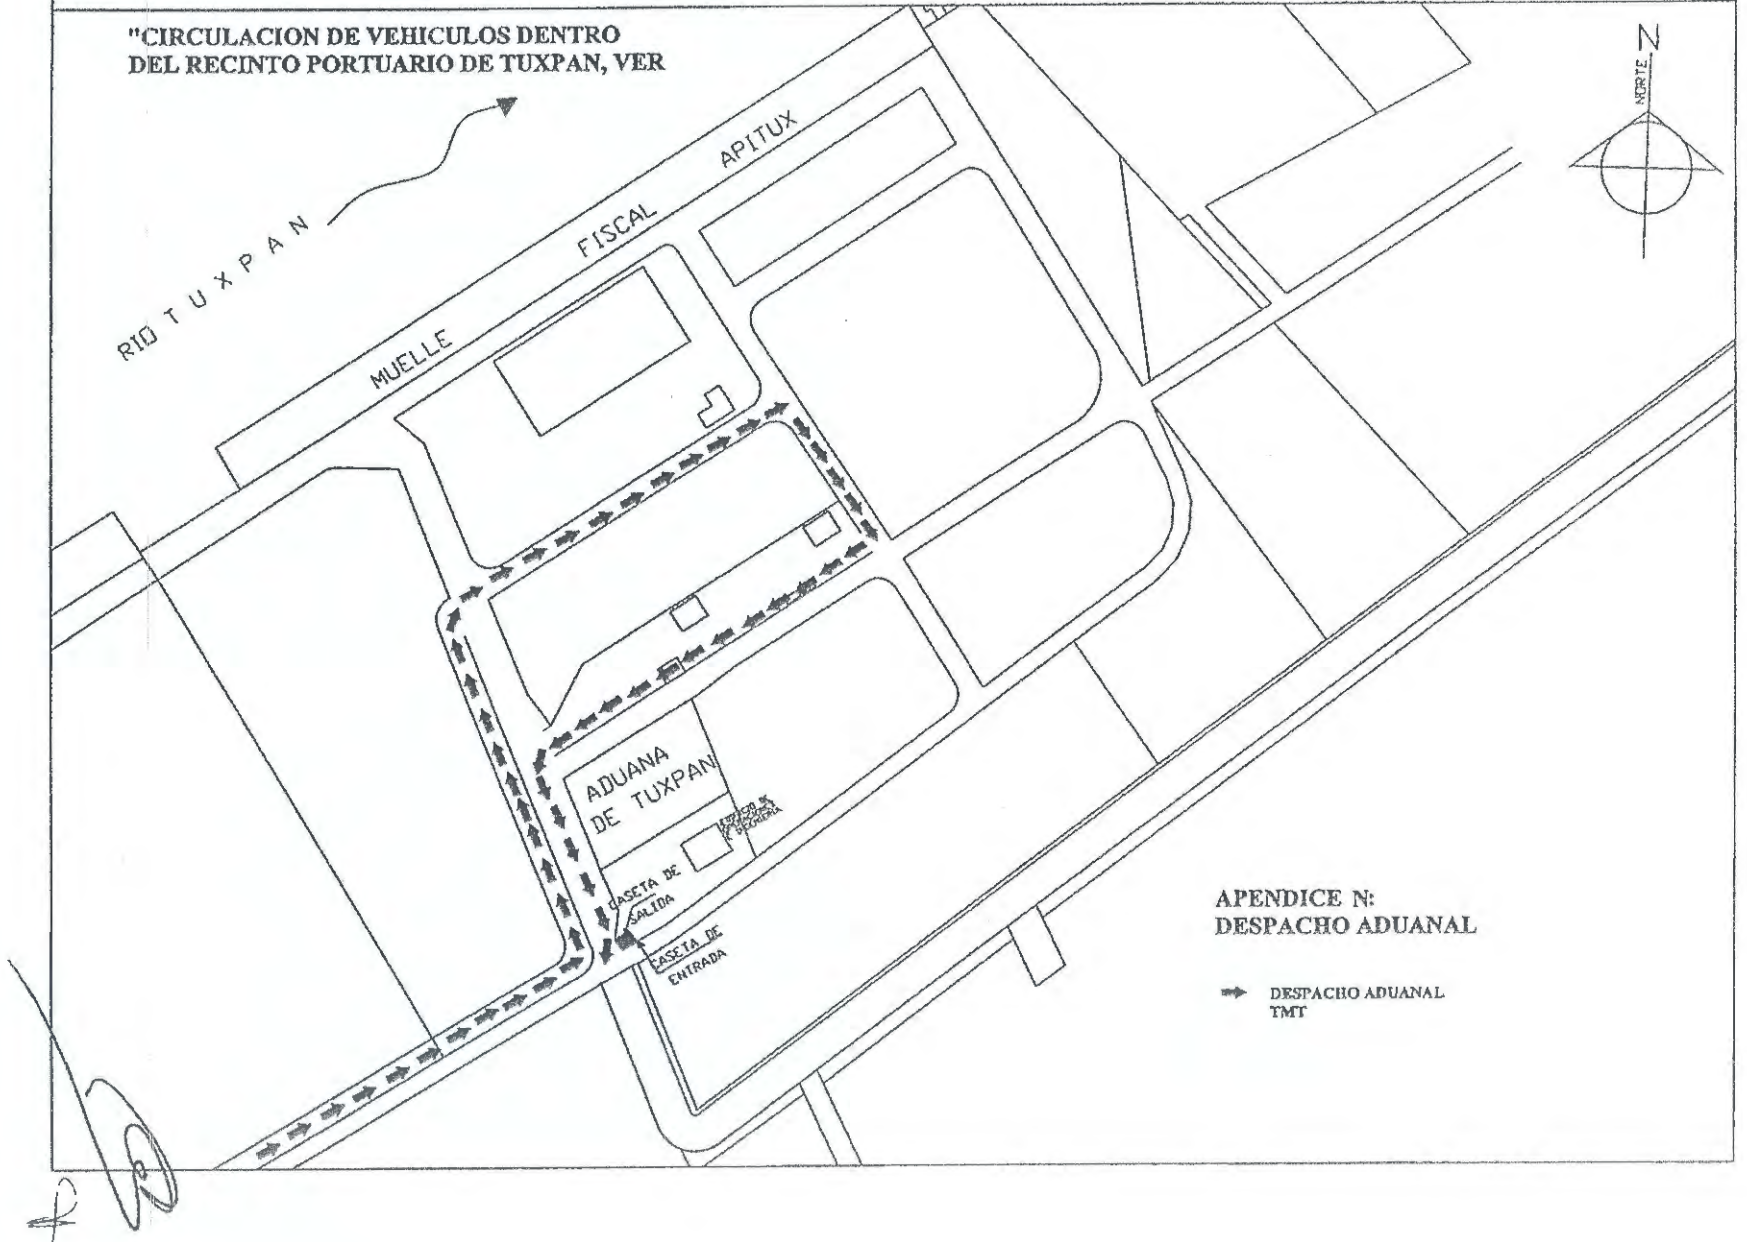 "CIRCULACION DE VEHICULOS DENTRO
DEL RECINTO PORTUARIO DE TUXPAN, VER
NORTE N
RIO TUXPAN
MUELLE FISCAL APITUX
ADUANA
DE TUXPAN
CASETA DE
SALIDA
CASETA DE
ENTRADA
APENDICE N:
DESPACHO ADUANAL
DESPACHO ADUANAL
TMT